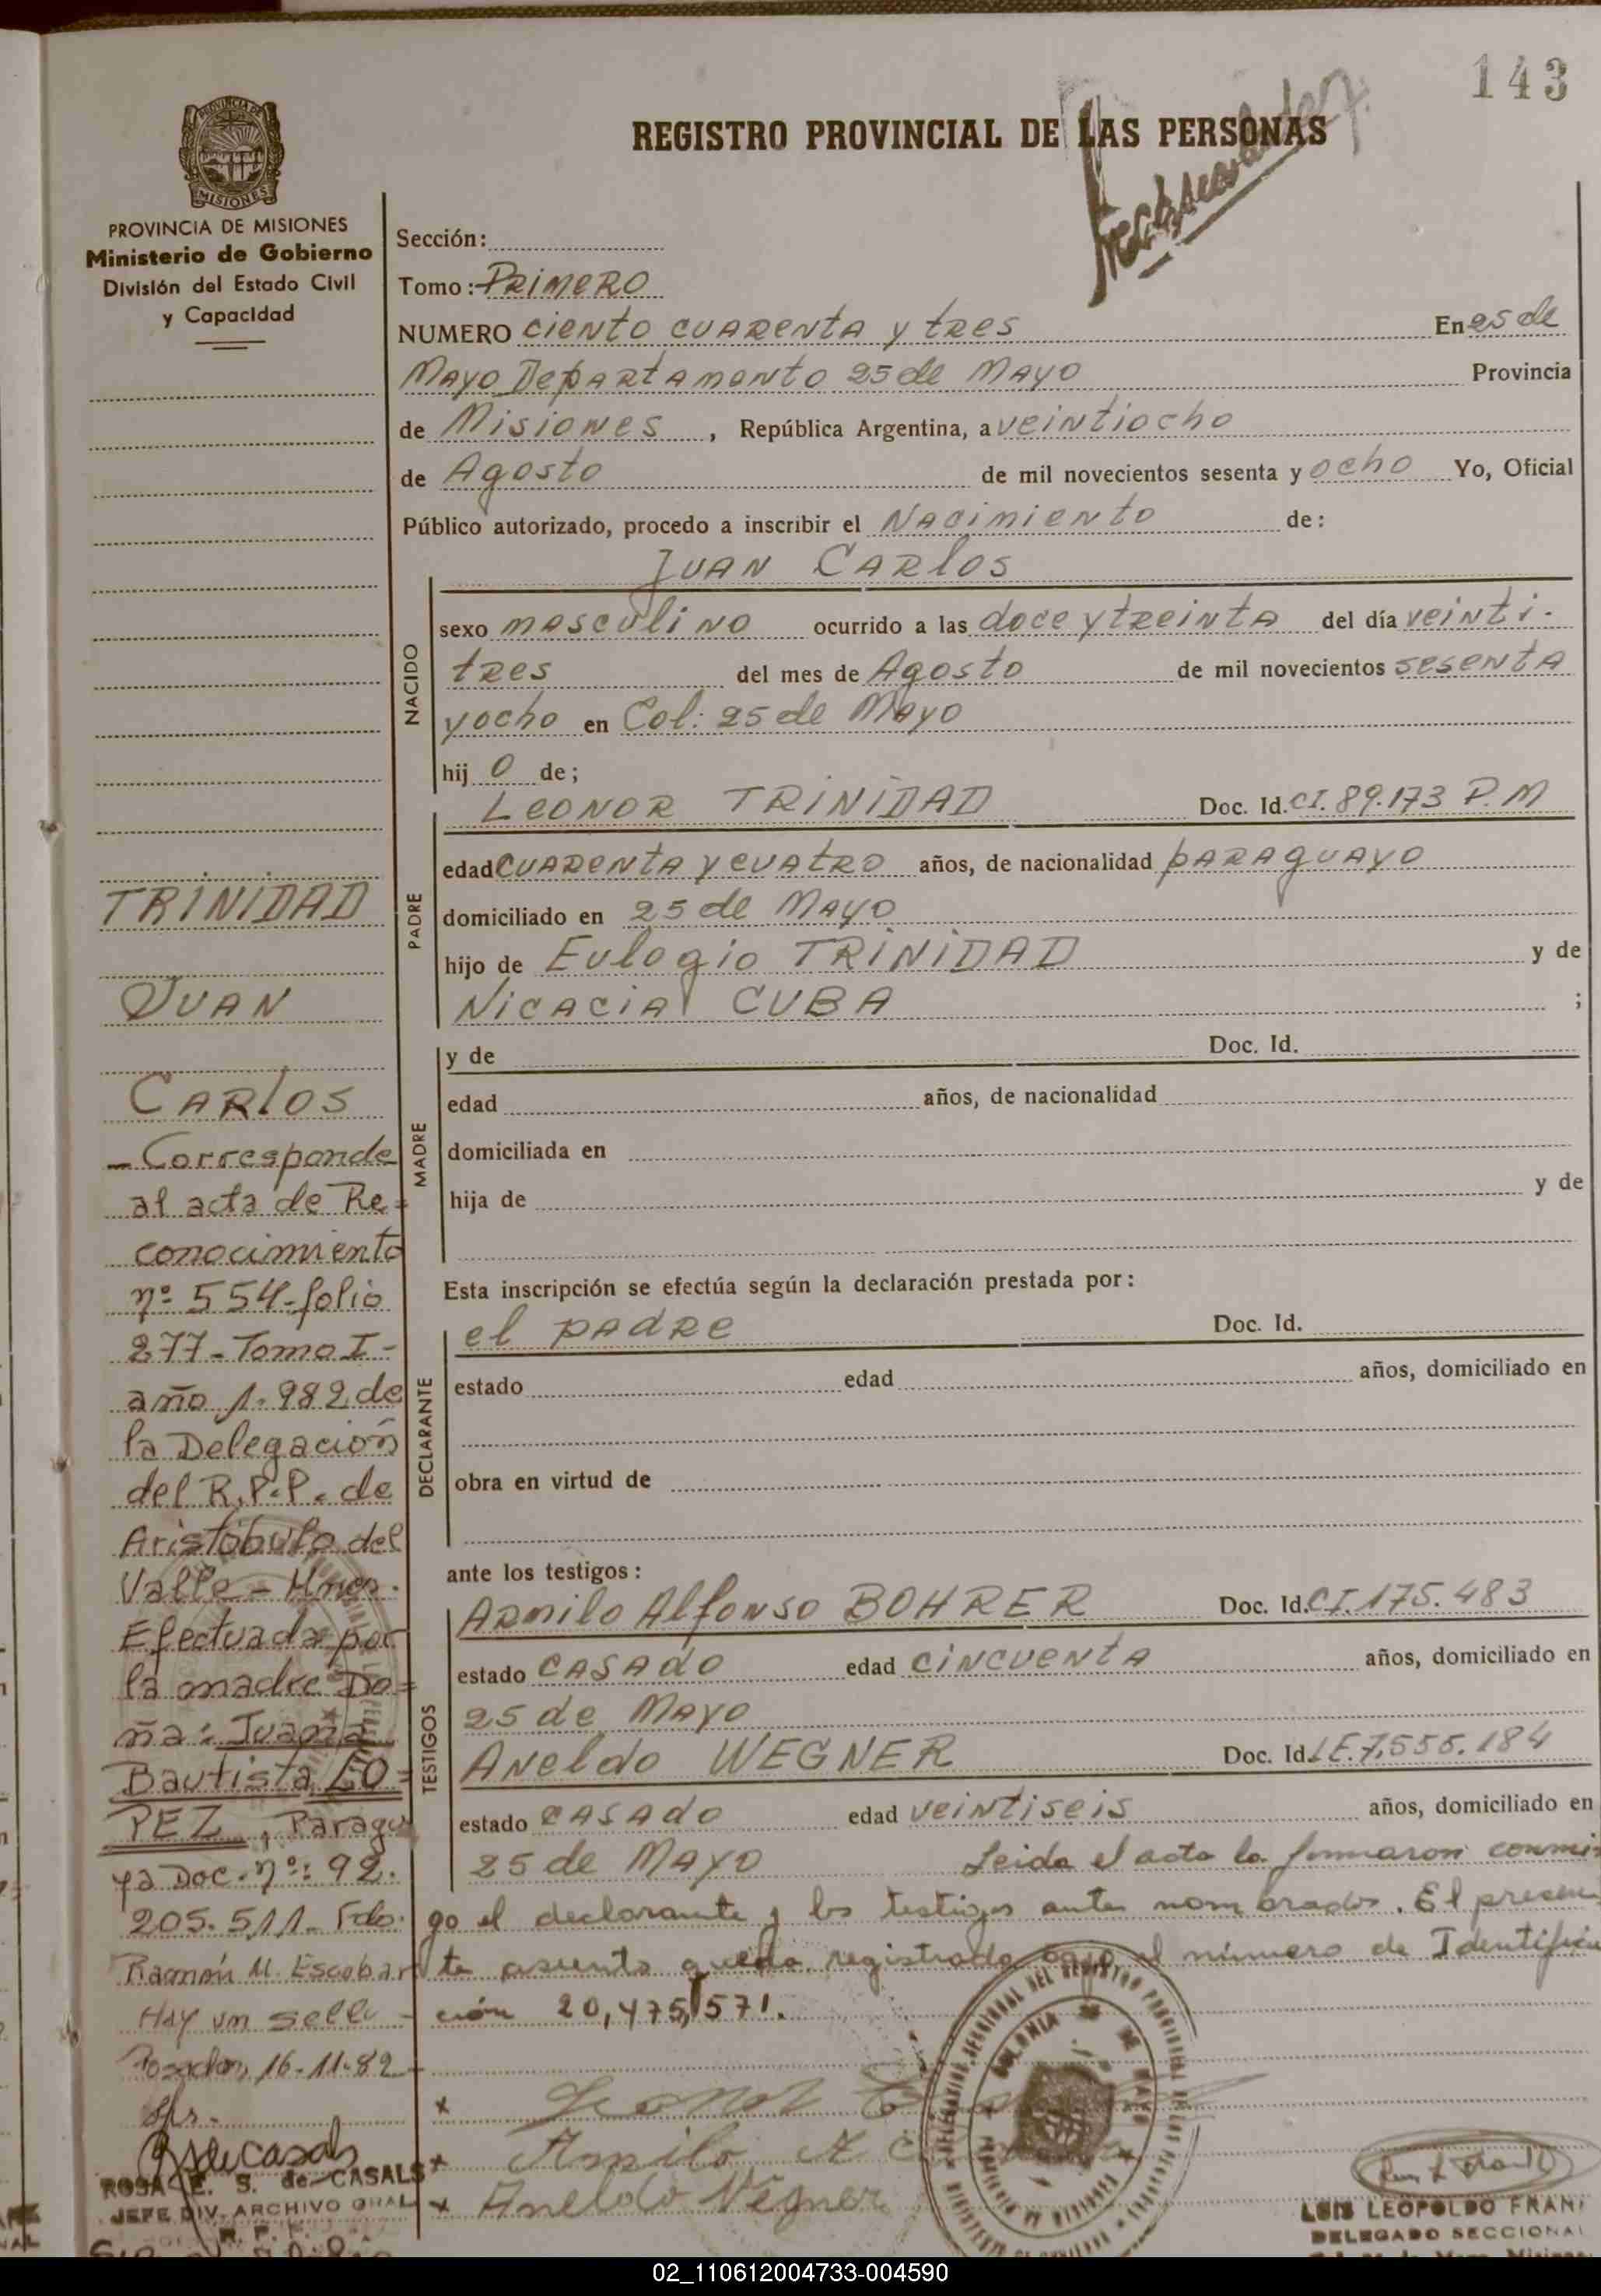 143
REGISTRO PROVINCIAL DE LAS PERSONAS
PROVINCIA DE MISIONES
Ministerio de Gobierno
División del Estado Civil
y Capacidad
Sección:
Tomo: PRIMERO
NUMERO ciento cuarenta y tres En 25 de
Mayo Departamento 25 de Mayo Provincia
de Misiones, República Argentina, a veintiocho
de Agosto de mil novecientos sesenta y ocho Yo, Oficial
Público autorizado, procedo a inscribir el Nacimiento de:
Juan Carlos
NACIDO
sexo masculino ocurrido a las doce y treinta del día veinti-
tres del mes de Agosto de mil novecientos sesenta
y ocho en Col: 25 de Mayo
hij o de;
PADRE
Leonor TRINIDAD Doc. Id. CI. 89.173 P.M
edad cuarenta y cuatro años, de nacionalidad paraguayo
domiciliado en 25 de Mayo
hijo de Eulogio TRINIDAD y de
Nicacia CUBA ;
MADRE
y de Doc. Id.
edad años, de nacionalidad
domiciliada en
hija de y de
Esta inscripción se efectúa según la declaración prestada por:
DECLARANTE
el padre Doc. Id.
estado edad años, domiciliado en
obra en virtud de
ante los testigos:
TESTIGOS
Armilo Alfonso BOHRER Doc. Id. CI. 175.483
estado casado edad cincuenta años, domiciliado en
25 de Mayo
Aneldo WEGNER Doc. Id. LE. 7.555.184
estado casado edad veintiseis años, domiciliado en
25 de Mayo Leida el acta la firmaron conmi-
go el declarante y los testigos antes nombrados. El presen-
te asiento queda registrado bajo el número de Identifica
ción 20,475,571.
TRINIDAD
JUAN
CARLOS
- Corresponde
al acta de Re=
conocimiento
nº 554-folio
277-Tomo I-
año 1.982 de
la Delegación
del R.P.P. de
Aristóbulo del
Valle - Mnes.
Efectuada por
la madre Do=
ña: Juana
Bautista LO=
PEZ, Paragu
ya Doc. nº: 92.
205.511- Fdo.
Ramón M. Escobar
Hay un sello -
Posadas, 16-11-82
ROSA E. S. de CASALS
JEFE DIV. ARCHIVO GRAL
R. P. P.
Aneldo Wegner
COLONIA 25 DE MAYO
LUIS LEOPOLDO FRAN
DELEGADO SECCIONAL
02_110612004733-004590